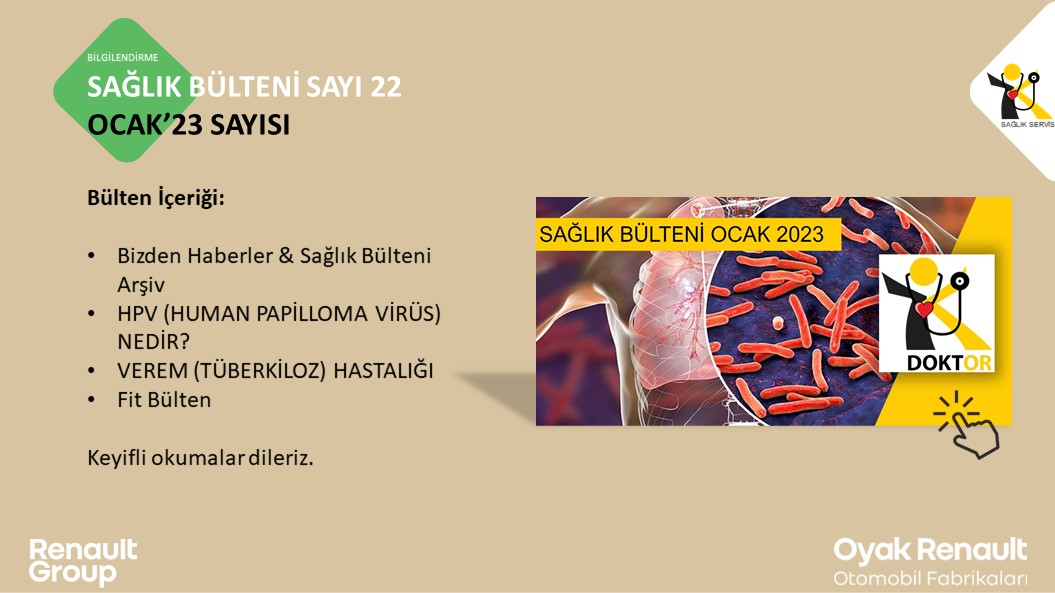 BİLGİLENDİRME
SAĞLIK BÜLTENİ SAYI 22
OCAK’23 SAYISI
SAĞLIK SERVİS
Bülten İçeriği:
• Bizden Haberler & Sağlık Bülteni
Arşiv
• HPV (HUMAN PAPİLLOMA VİRÜS)
NEDİR?
• VEREM (TÜBERKİLOZ) HASTALIĞI
• Fit Bülten
Keyifli okumalar dileriz.
SAĞLIK BÜLTENİ OCAK 2023
DOKTOR
Renault
Group
Oyak Renault
Otomobil Fabrikaları